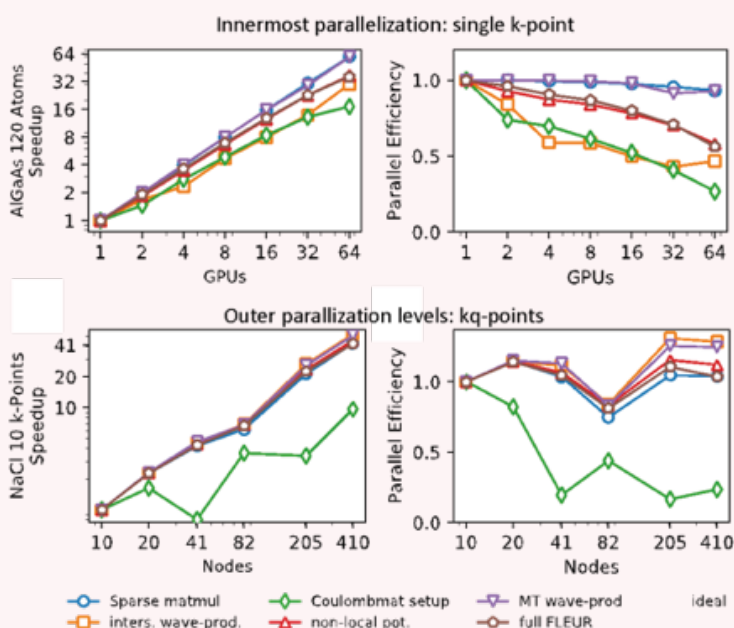 Innermost parallelization: single k-point
AlGaAs 120 Atoms
Speedup
64
32
16
8
4
2
1
1 2 4 8 16 32 64
GPUs
Parallel Efficiency
1.0
0.5
0.0
1 2 4 8 16 32 64
GPUs
Outer parallization levels: kq-points
NaCl 10 k-Points
Speedup
41
20
10
10 20 41 82 205 410
Nodes
Parallel Efficiency
1.0
0.5
0.0
10 20 41 82 205 410
Nodes
Sparse matmul Coulombmat setup MT wave-prod ideal
inters. wave-prod. non-local pot. full FLEUR